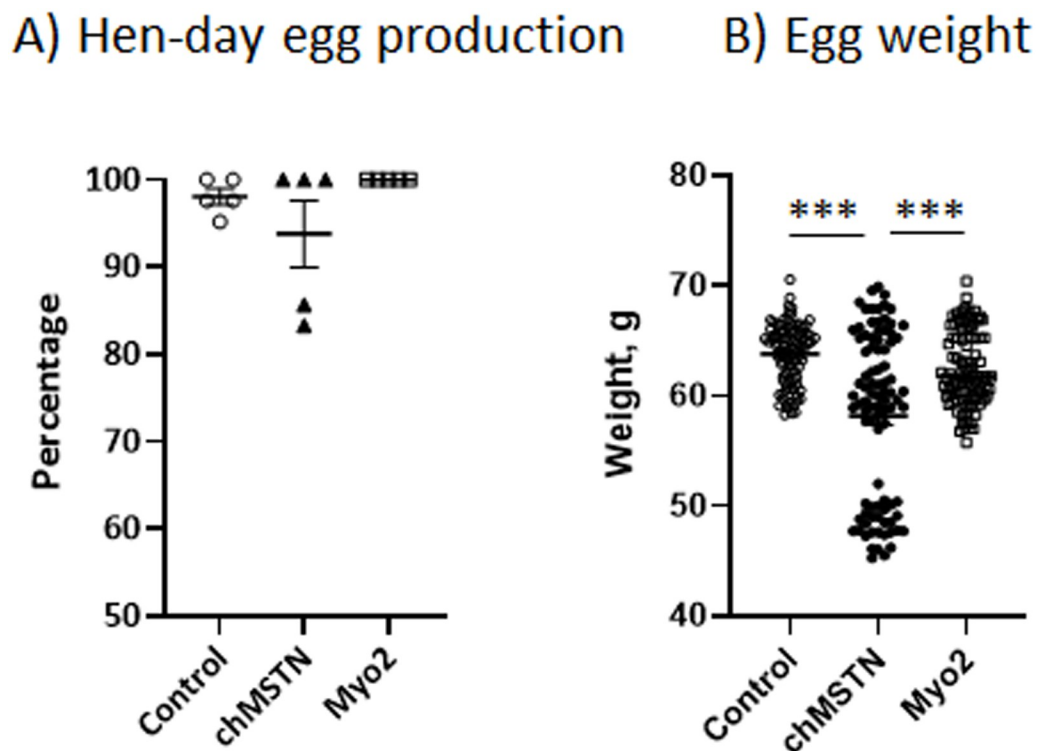 A) Hen-day egg production
B) Egg weight
Percentage
100
90
80
70
60
50
Control
chMSTN
Myo2
Weight, g
80
70
60
50
40
*** ***
Control
chMSTN
Myo2